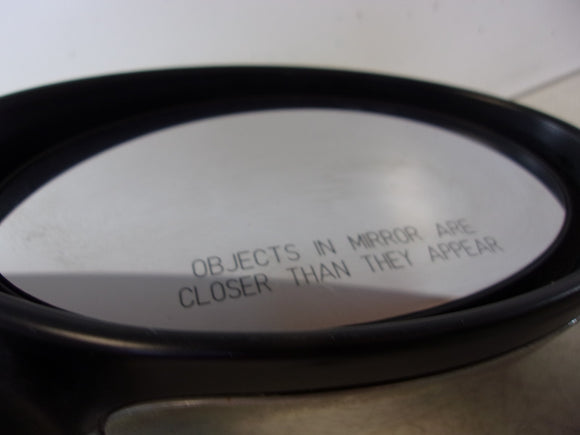 OBJECTS IN MIRROR ARE
CLOSER THAN THEY APPEAR